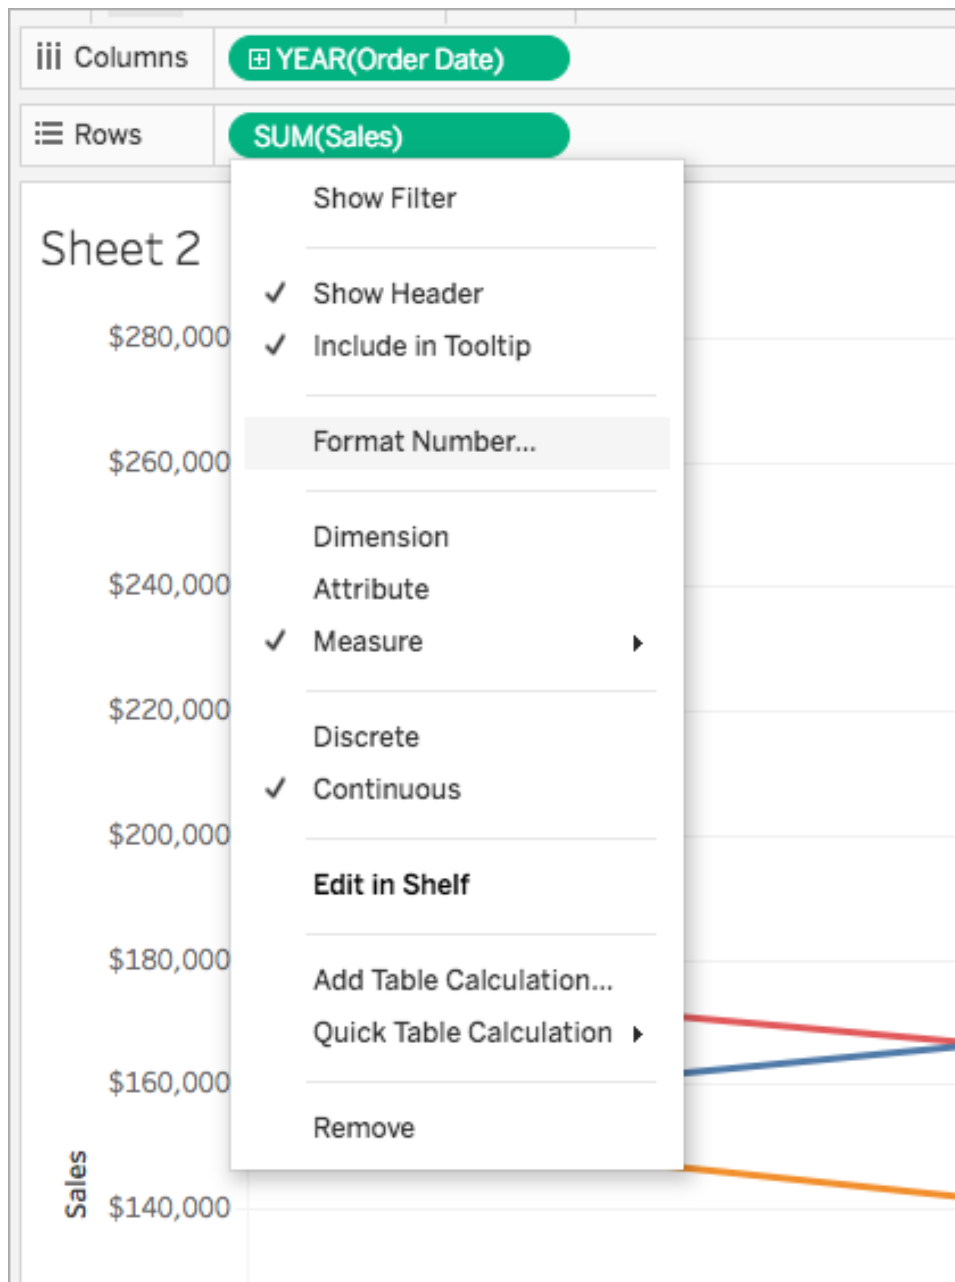 Columns
YEAR(Order Date)
Rows
SUM(Sales)
Sheet 2
Show Filter
Show Header
Include in Tooltip
Format Number...
Dimension
Attribute
Measure
Discrete
Continuous
Edit in Shelf
Add Table Calculation...
Quick Table Calculation
Remove
$280,000
$260,000
$240,000
$220,000
$200,000
$180,000
$160,000
$140,000
Sales